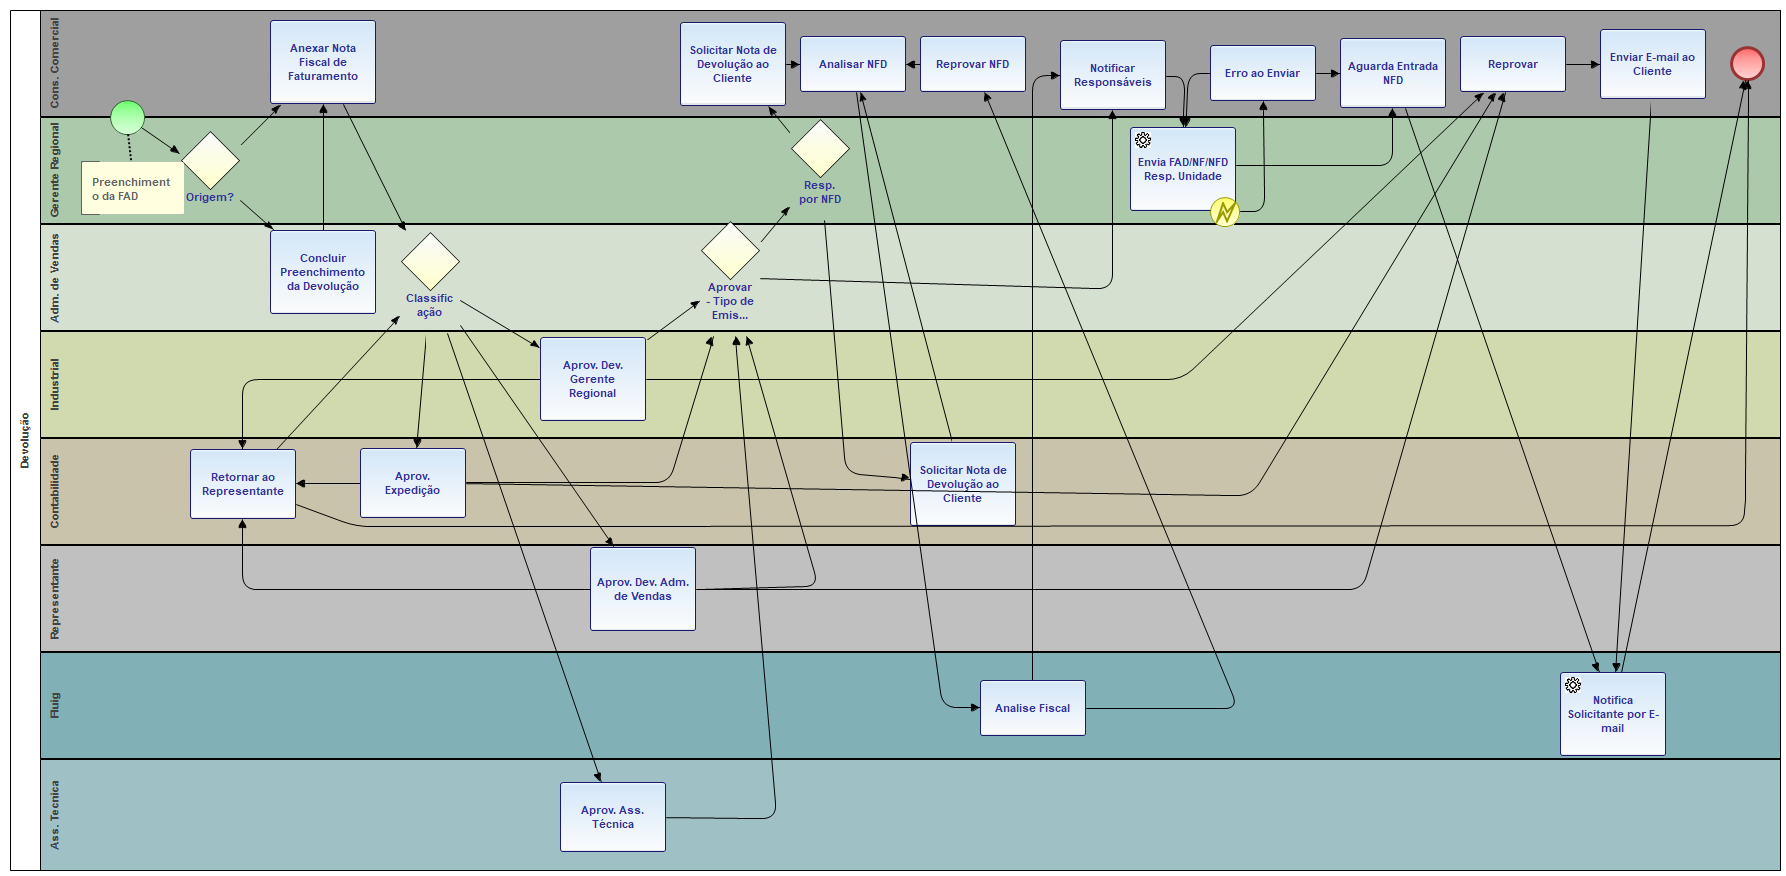 Devolução
Cons. Comercial
Anexar Nota
Fiscal de
Faturamento
Solicitar Nota de
Devolução ao
Cliente
Analisar NFD
Reprovar NFD
Notificar
Responsáveis
Erro ao Enviar
Aguarda Entrada
NFD
Reprovar
Enviar E-mail ao
Cliente
Gerente Regional
Preenchiment
o da FAD
Origem?
Resp.
por NFD
Envia FAD/NF/NFD
Resp. Unidade
Adm. de Vendas
Concluir
Preenchimento
da Devolução
Classific
ação
Aprovar
- Tipo de
Emis...
Industrial
Aprov. Dev.
Gerente
Regional
Contabilidade
Retornar ao
Representante
Aprov.
Expedição
Solicitar Nota de
Devolução ao
Cliente
Representante
Aprov. Dev. Adm.
de Vendas
Fluig
Analise Fiscal
Notifica
Solicitante por E-
mail
Ass. Tecnica
Aprov. Ass.
Técnica